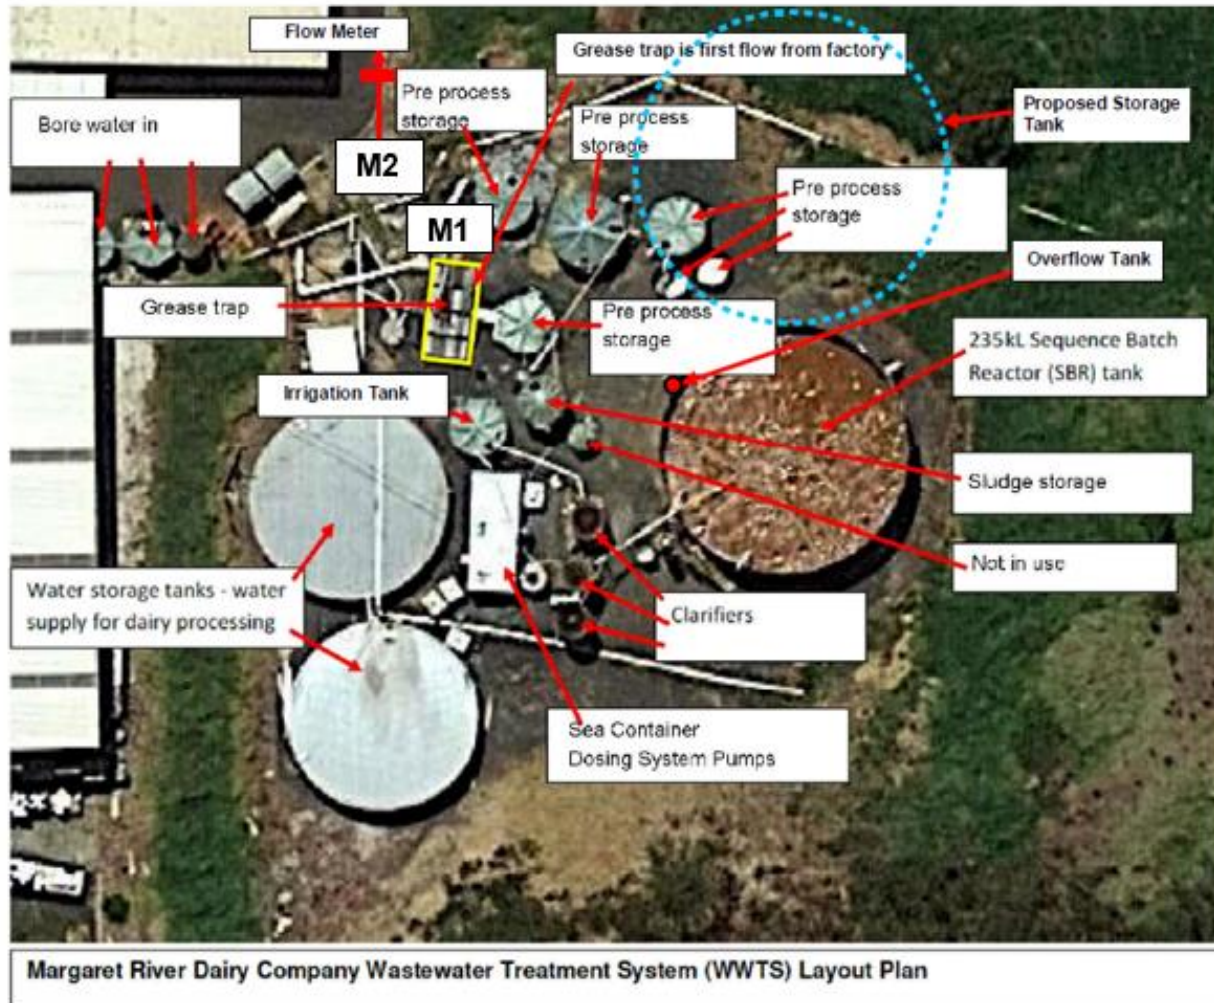 Flow Meter
Grease trap is first flow from factory
Pre process
storage
Pre process
storage
Proposed Storage
Tank
Bore water in
M2
Pre process
storage
M1
Overflow Tank
Grease trap
Pre process
storage
235kL Sequence Batch
Reactor (SBR) tank
Irrigation Tank
Sludge storage
Not in use
Water storage tanks - water
supply for dairy processing
Clarifiers
Sea Container
Dosing System Pumps
Margaret River Dairy Company Wastewater Treatment System (WWTS) Layout Plan